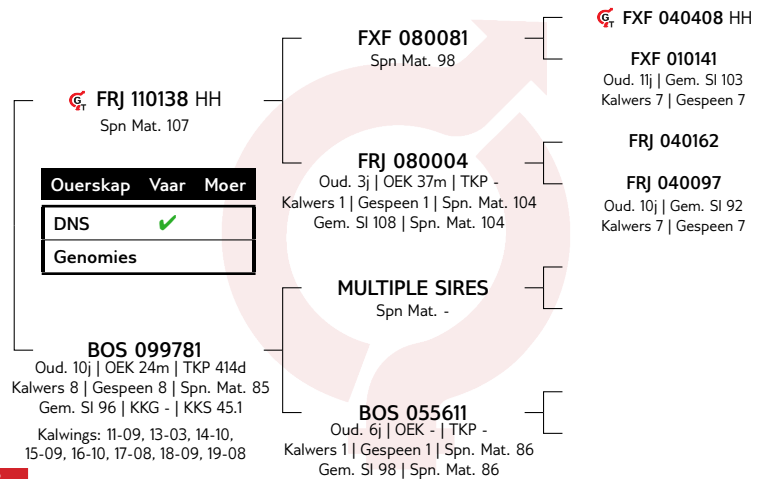 GT FRJ 110138 HH
Spn Mat. 107
Ouerskap Vaar Moer
DNS ✔
Genomies
BOS 099781
Oud. 10j | OEK 24m | TKP 414d
Kalwers 8 | Gespeen 8 | Spn. Mat. 85
Gem. SI 96 | KKG - | KKS 45.1
Kalwings: 11-09, 13-03, 14-10,
15-09, 16-10, 17-08, 18-09, 19-08
FXF 080081
Spn Mat. 98
FRJ 080004
Oud. 3j | OEK 37m | TKP -
Kalwers 1 | Gespeen 1 | Spn. Mat. 104
Gem. SI 108 | Spn. Mat. 104
MULTIPLE SIRES
Spn Mat. -
BOS 055611
Oud. 6j | OEK - | TKP -
Kalwers 1 | Gespeen 1 | Spn. Mat. 86
Gem. SI 98 | Spn. Mat. 86
GT FXF 040408 HH
FXF 010141
Oud. 11j | Gem. SI 103
Kalwers 7 | Gespeen 7
FRJ 040162
FRJ 040097
Oud. 10j | Gem. SI 92
Kalwers 7 | Gespeen 7